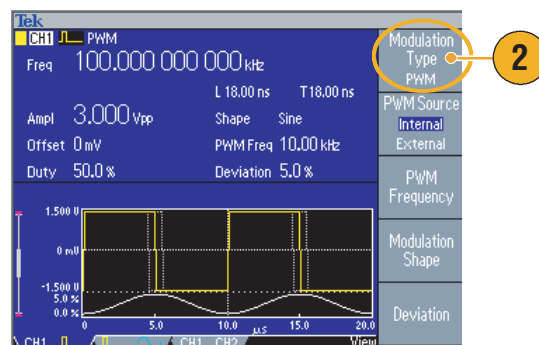 Tek
CH1 PWM
Freq 100.000 000 000 kHz
L 18.00 ns T18.00 ns
Ampl 3.000 Vpp Shape Sine
Offset 0 mV PWM Freq 10.00 kHz
Duty 50.0 % Deviation 5.0 %
1.500 V
0 mV
-1.500 V
5.0 %
0.0 %
0 5.0 10.0 µs 15.0 20.0
CH1 CH1 CH2 View
Modulation
Type
PWM
2
PWM Source
Internal
External
PWM
Frequency
Modulation
Shape
Deviation